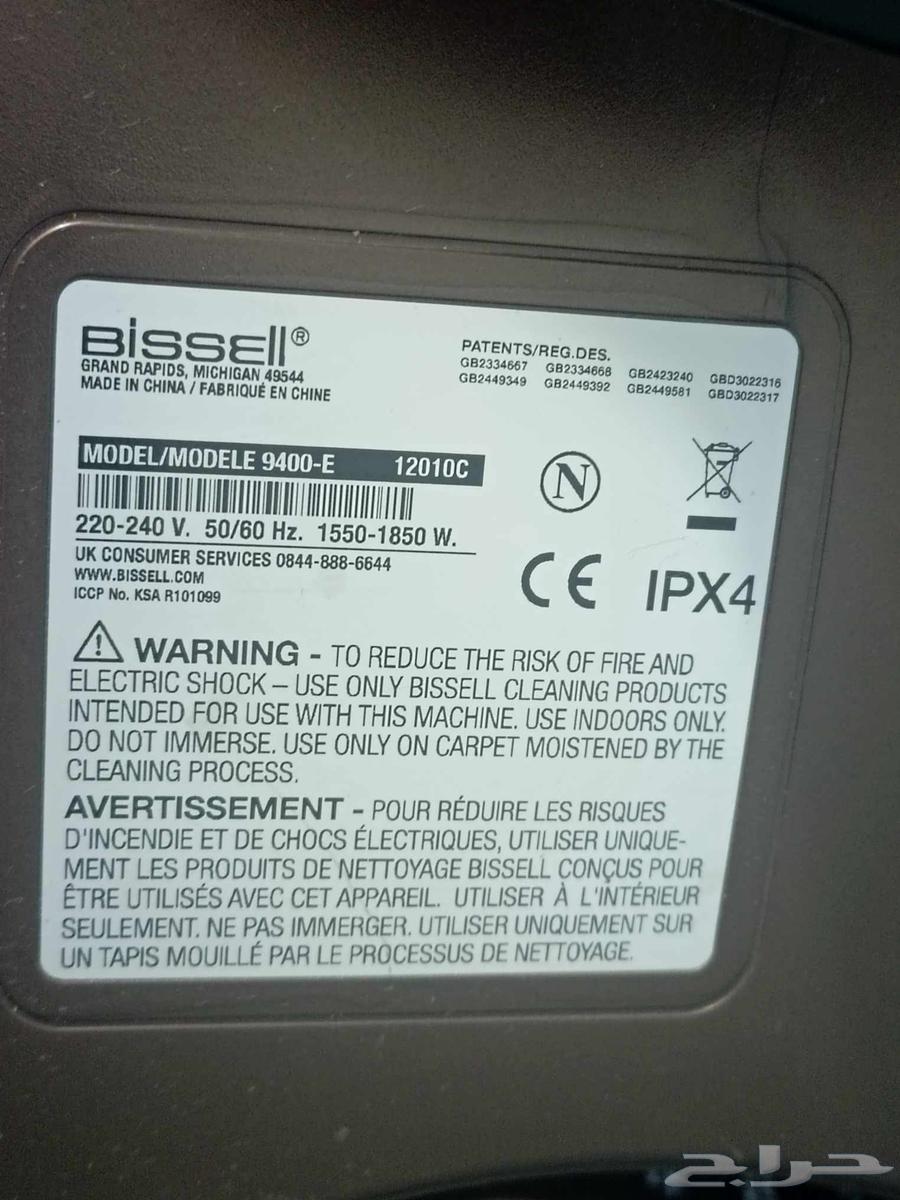 BISSELL®
GRAND RAPIDS, MICHIGAN 49544
MADE IN CHINA / FABRIQUÉ EN CHINE
PATENTS/REG.DES.
GB2334667 GB2334668 GB2423240 GBD3022316
GB2449349 GB2449392 GB2449581 GBD3022317
MODEL/MODELE 9400-E 12010C
220-240 V. 50/60 Hz. 1550-1850 W.
UK CONSUMER SERVICES 0844-888-6644
WWW.BISSELL.COM
ICCP No. KSA R101099
N
CE IPX4
WARNING - TO REDUCE THE RISK OF FIRE AND
ELECTRIC SHOCK – USE ONLY BISSELL CLEANING PRODUCTS
INTENDED FOR USE WITH THIS MACHINE. USE INDOORS ONLY.
DO NOT IMMERSE. USE ONLY ON CARPET MOISTENED BY THE
CLEANING PROCESS.
AVERTISSEMENT - POUR RÉDUIRE LES RISQUES
D'INCENDIE ET DE CHOCS ÉLECTRIQUES, UTILISER UNIQUE-
MENT LES PRODUITS DE NETTOYAGE BISSELL CONÇUS POUR
ÊTRE UTILISÉS AVEC CET APPAREIL. UTILISER À L'INTÉRIEUR
SEULEMENT. NE PAS IMMERGER. UTILISER UNIQUEMENT SUR
UN TAPIS MOUILLÉ PAR LE PROCESSUS DE NETTOYAGE.
حراج